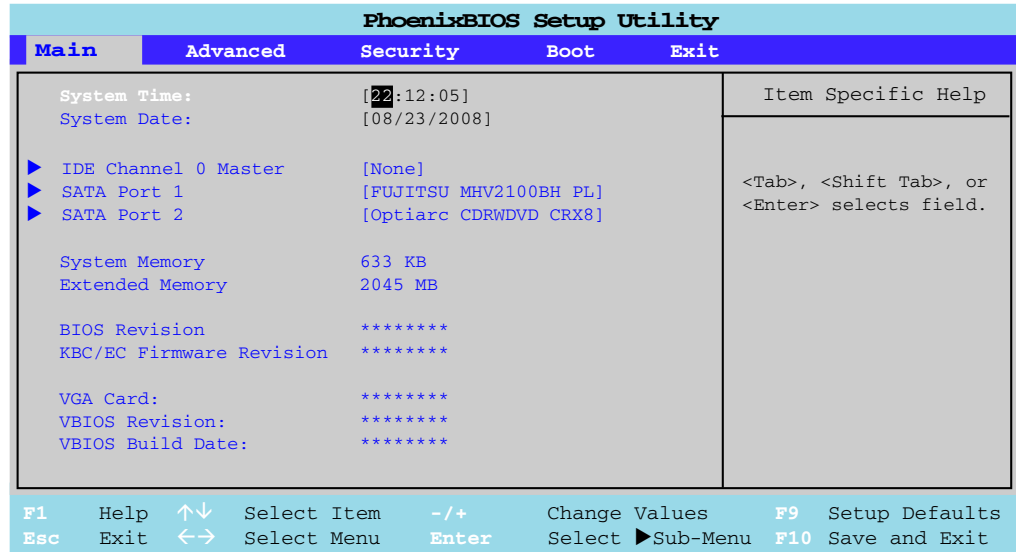 PhoenixBIOS Setup Utility
Main Advanced Security Boot Exit
System Time: [22:12:05]
System Date: [08/23/2008]
▶ IDE Channel 0 Master [None]
▶ SATA Port 1 [FUJITSU MHV2100BH PL]
▶ SATA Port 2 [Optiarc CDRWDVD CRX8]
System Memory 633 KB
Extended Memory 2045 MB
BIOS Revision ********
KBC/EC Firmware Revision ********
VGA Card: ********
VBIOS Revision: ********
VBIOS Build Date: ********
Item Specific Help
<Tab>, <Shift Tab>, or
<Enter> selects field.
F1 Help ↑↓ Select Item -/+ Change Values F9 Setup Defaults
Esc Exit ←→ Select Menu Enter Select ▶Sub-Menu F10 Save and Exit